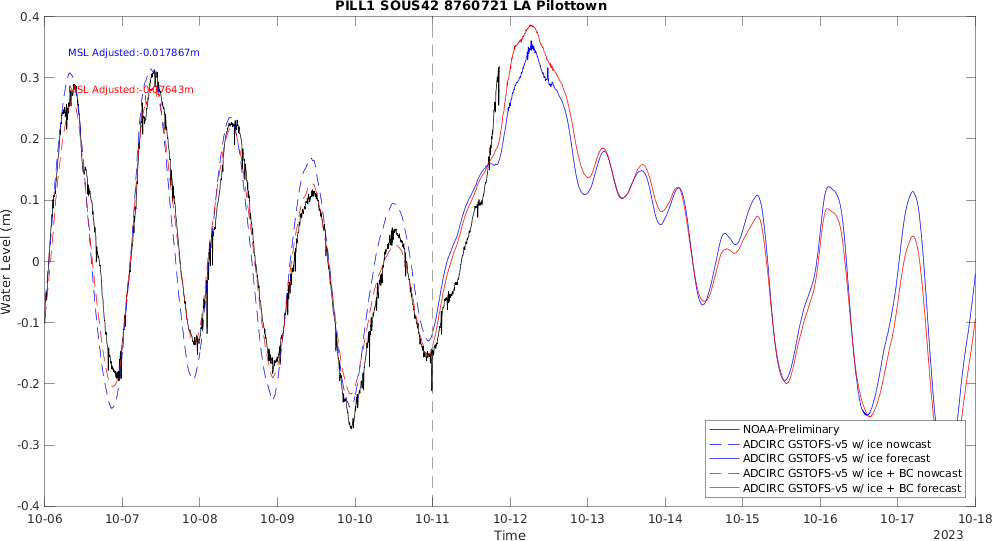 PILL1 SOUS42 8760721 LA Pilottown
MSL Adjusted:-0.017867m
MSL Adjusted:-0.07643m
0.4
0.3
0.2
0.1
0
-0.1
-0.2
-0.3
-0.4
Water Level (m)
NOAA-Preliminary
ADCIRC GSTOFS-v5 w/ ice nowcast
ADCIRC GSTOFS-v5 w/ ice forecast
ADCIRC GSTOFS-v5 w/ ice + BC nowcast
ADCIRC GSTOFS-v5 w/ ice + BC forecast
10-06 10-07 10-08 10-09 10-10 10-11 10-12 10-13 10-14 10-15 10-16 10-17 10-18
Time
2023